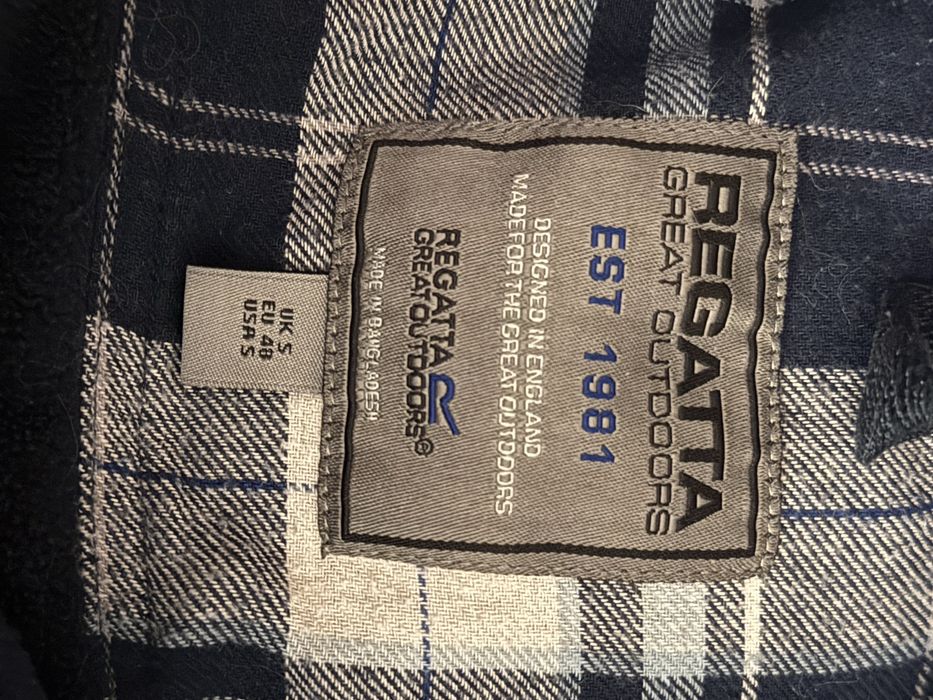 REGATTA
GREAT OUTDOORS
EST 1981
DESIGNED IN ENGLAND
MADE FOR THE GREAT OUTDOORS
REGATTA
GREAT OUTDOORS®
MADE IN BANGLADESH
UK S
EU 48
USA S